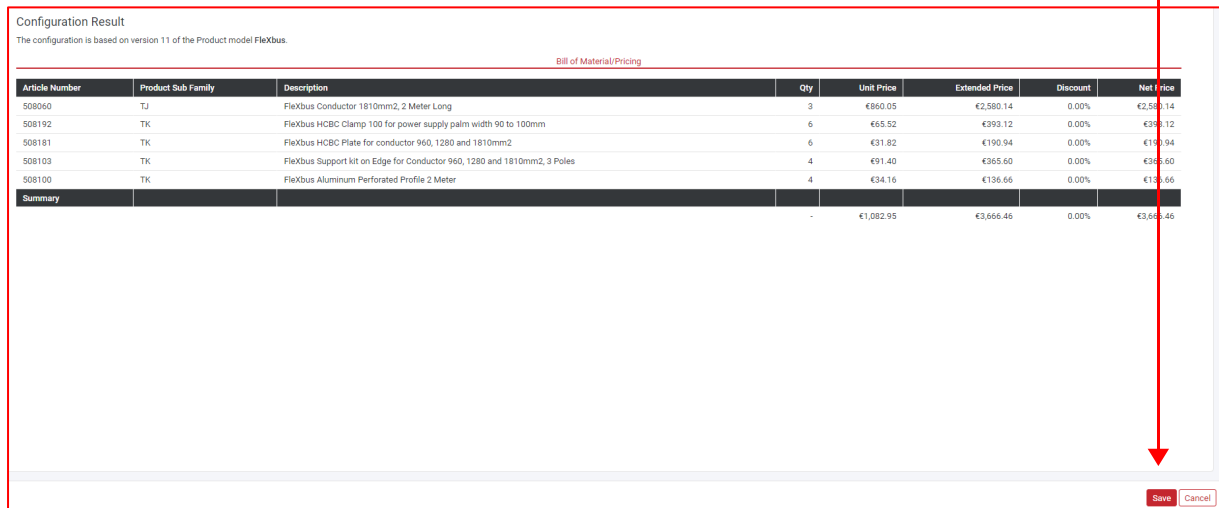 Configuration Result
The configuration is based on version 11 of the Product model FleXbus.
Bill of Material/Pricing
Article Number Product Sub Family Description Qty Unit Price Extended Price Discount Net Price
508060 TJ FleXbus Conductor 1810mm2, 2 Meter Long 3 €860.05 €2,580.14 0.00% €2,580.14
508192 TK FleXbus HCBC Clamp 100 for power supply palm width 90 to 100mm 6 €65.52 €393.12 0.00% €393.12
508181 TK FleXbus HCBC Plate for conductor 960, 1280 and 1810mm2 6 €31.82 €190.94 0.00% €190.94
508103 TK FleXbus Support kit on Edge for Conductor 960, 1280 and 1810mm2, 3 Poles 4 €91.40 €365.60 0.00% €365.60
508100 TK FleXbus Aluminum Perforated Profile 2 Meter 4 €34.16 €136.66 0.00% €136.66
Summary
- €1,082.95 €3,666.46 0.00% €3,666.46
Save Cancel